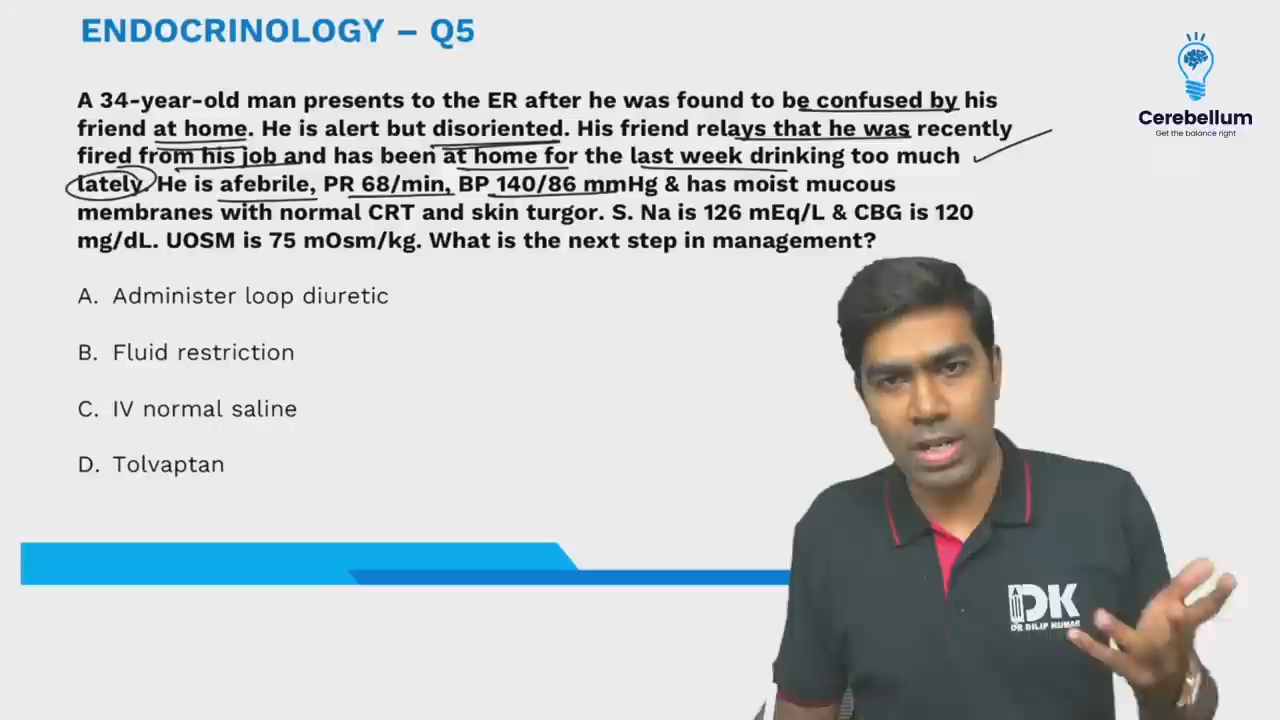 ENDOCRINOLOGY – Q5
A 34-year-old man presents to the ER after he was found to be confused by his
friend at home. He is alert but disoriented. His friend relays that he was recently
fired from his job and has been at home for the last week drinking too much
lately. He is afebrile, PR 68/min, BP 140/86 mmHg & has moist mucous
membranes with normal CRT and skin turgor. S. Na is 126 mEq/L & CBG is 120
mg/dL. UOSM is 75 mOsm/kg. What is the next step in management?
A. Administer loop diuretic
B. Fluid restriction
C. IV normal saline
D. Tolvaptan
Cerebellum
Get the balance right
DK
DR DILIP KUMAR